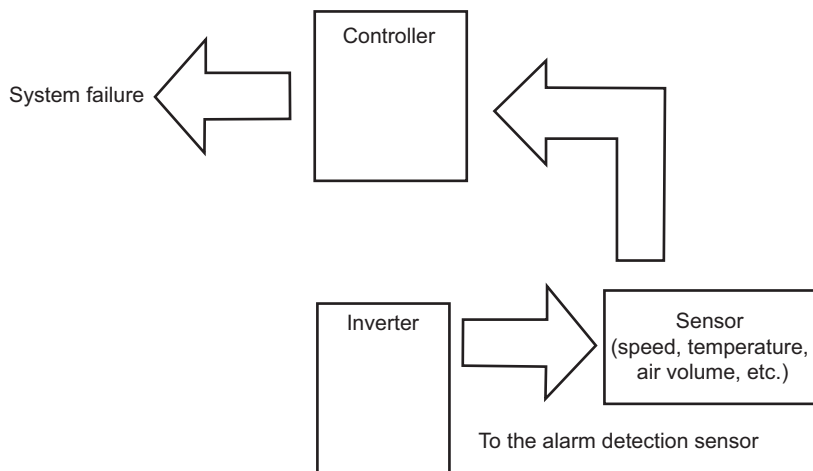 Controller
System failure
Inverter
Sensor
(speed, temperature,
air volume, etc.)
To the alarm detection sensor